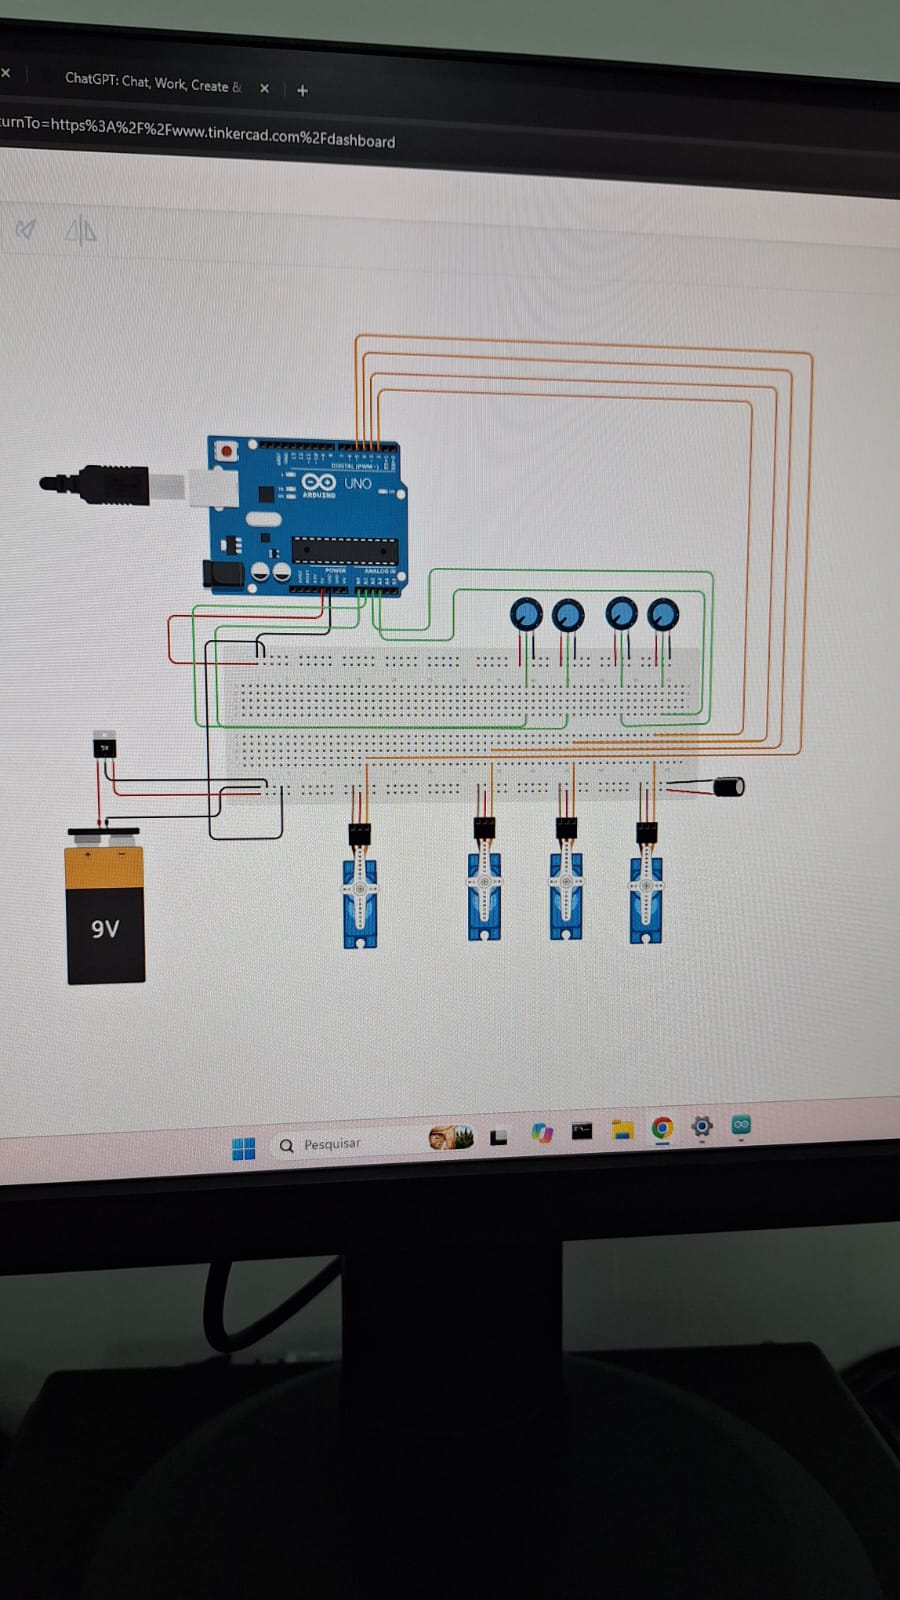 ChatGPT: Chat, Work, Create &
urnTo=https%3A%2F%2Fwww.tinkercad.com%2Fdashboard
DIGITAL (PWM~)
UNO
ARDUINO
POWER
ANALOG IN
5V
+ −
9V
Pesquisar